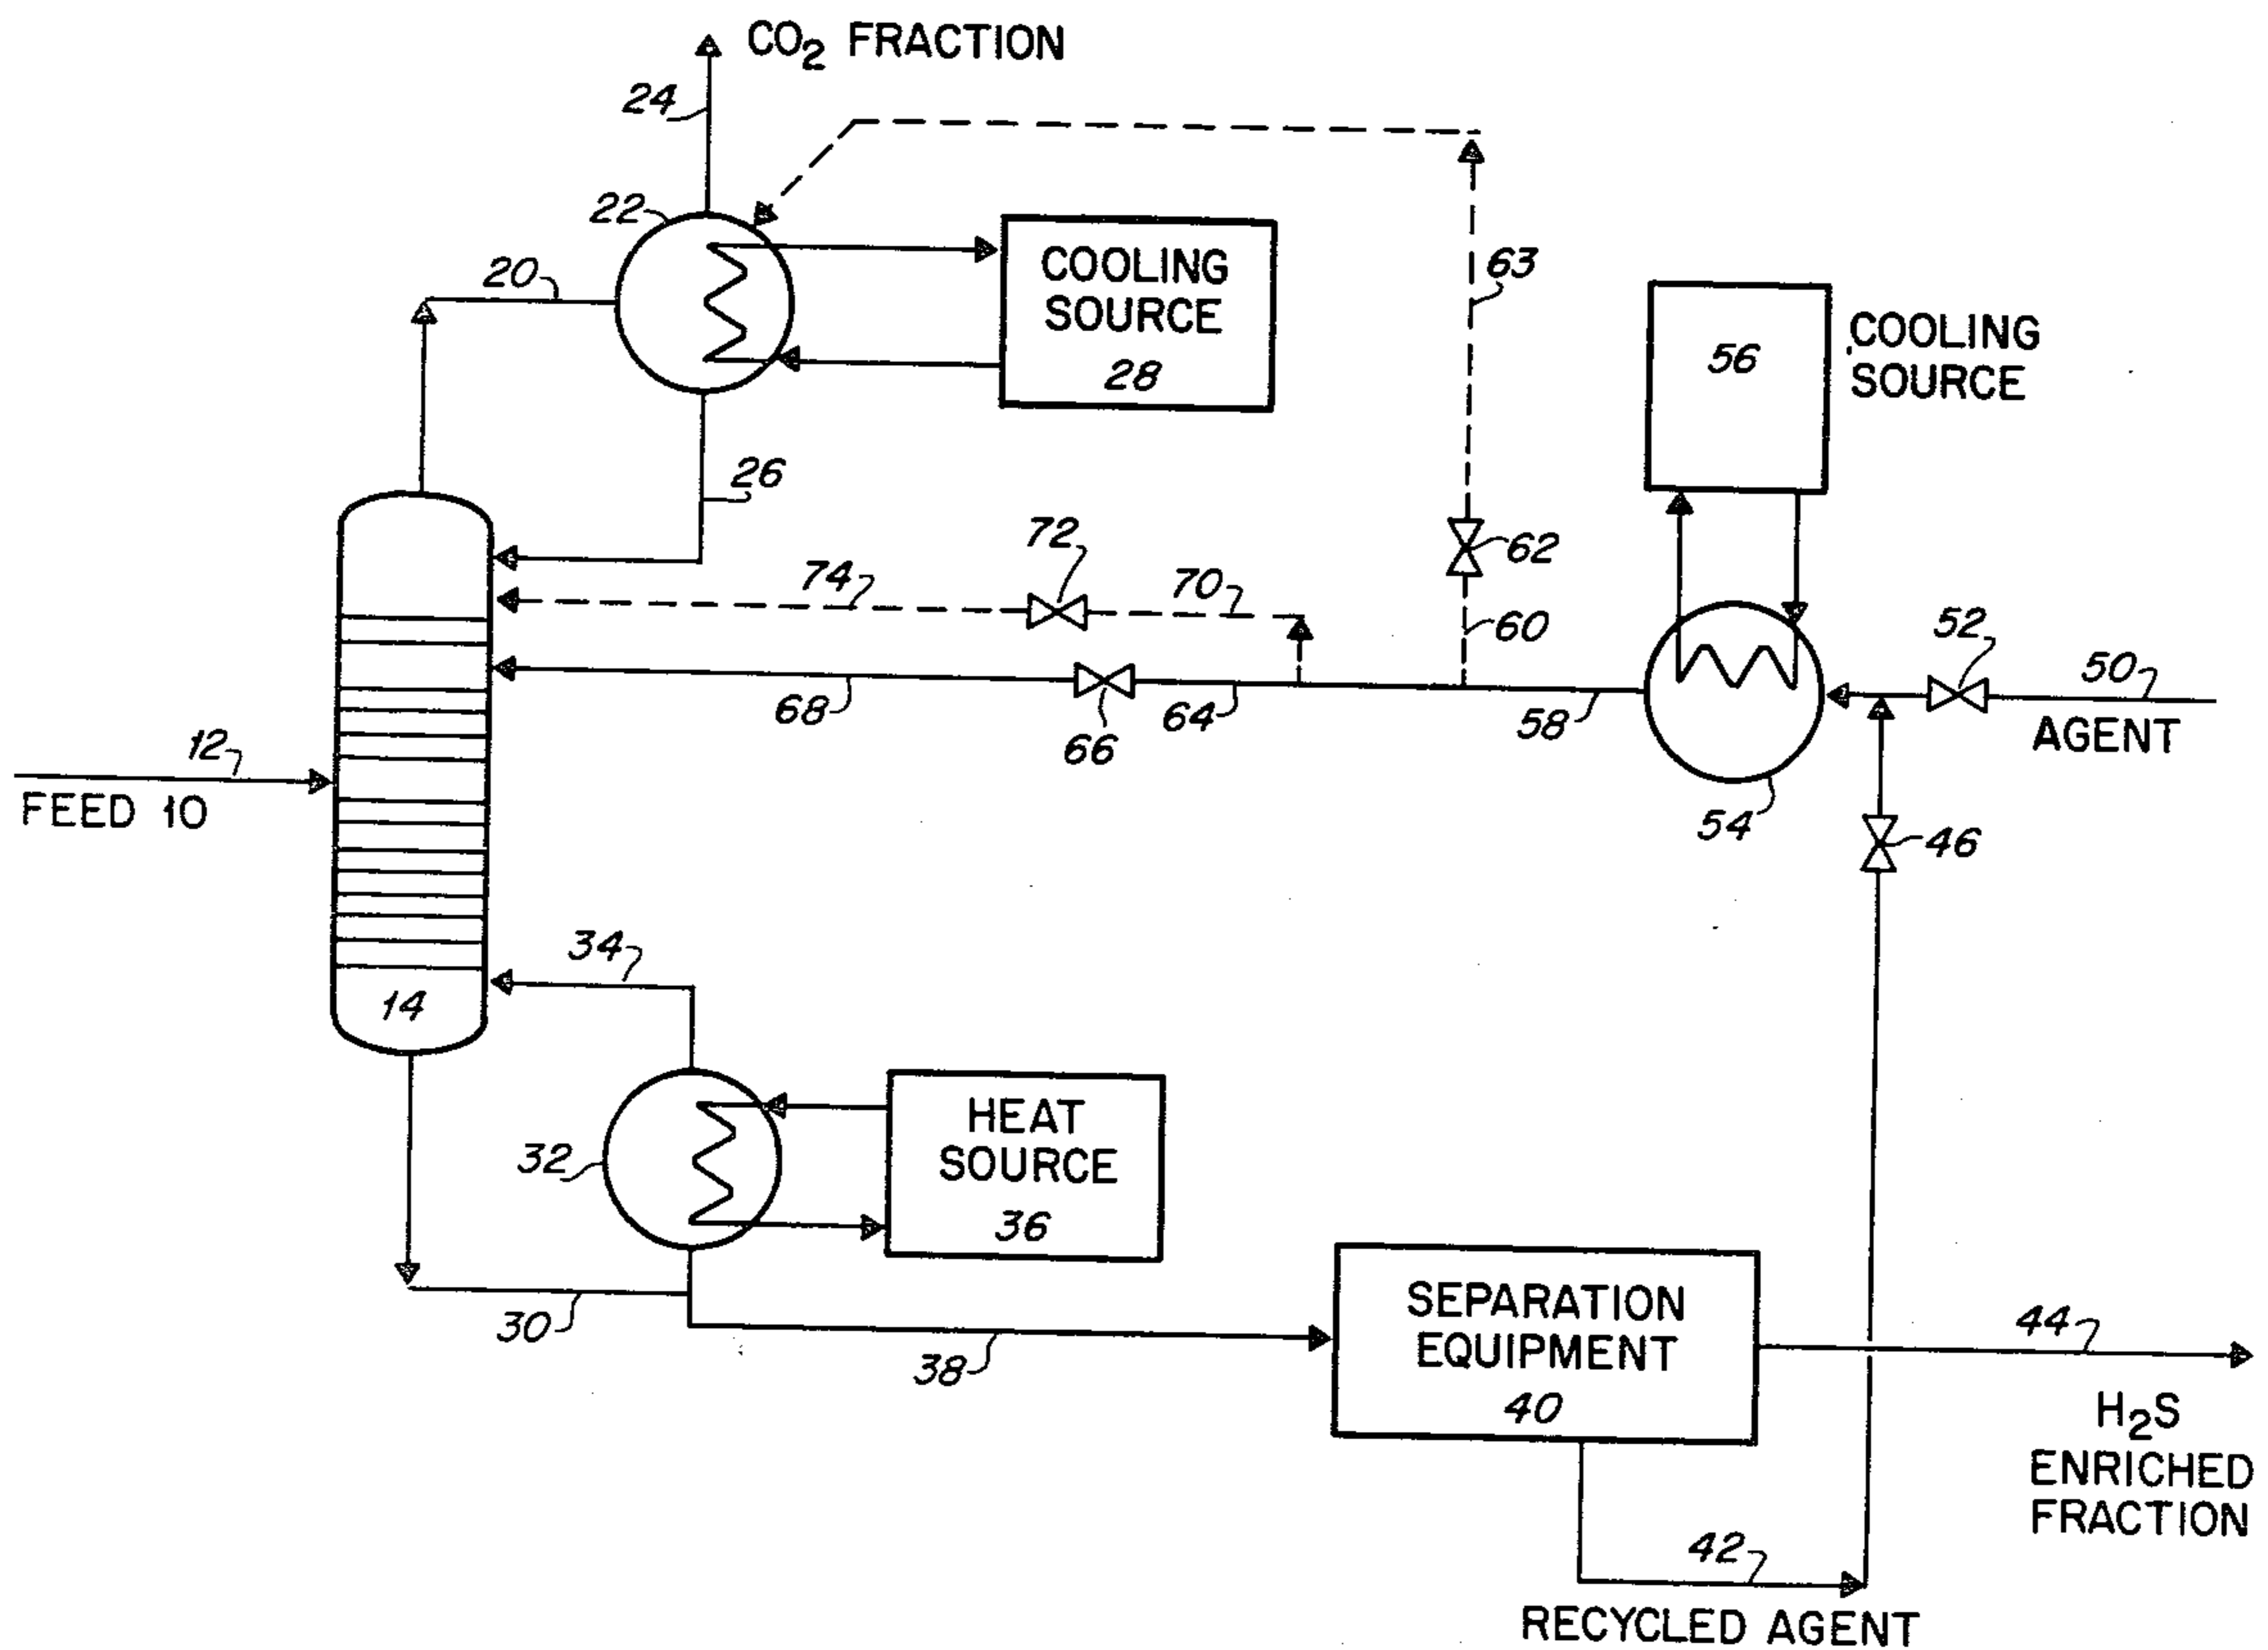 CO₂ FRACTION
24
22
20
COOLING
SOURCE
28
63
56
COOLING
SOURCE
26
72
74
70
62
60
52
50
AGENT
68
66
64
58
54
12
FEED 10
46
34
14
32
HEAT
SOURCE
36
30
38
SEPARATION
EQUIPMENT
40
44
H₂S
ENRICHED
FRACTION
42
RECYCLED AGENT